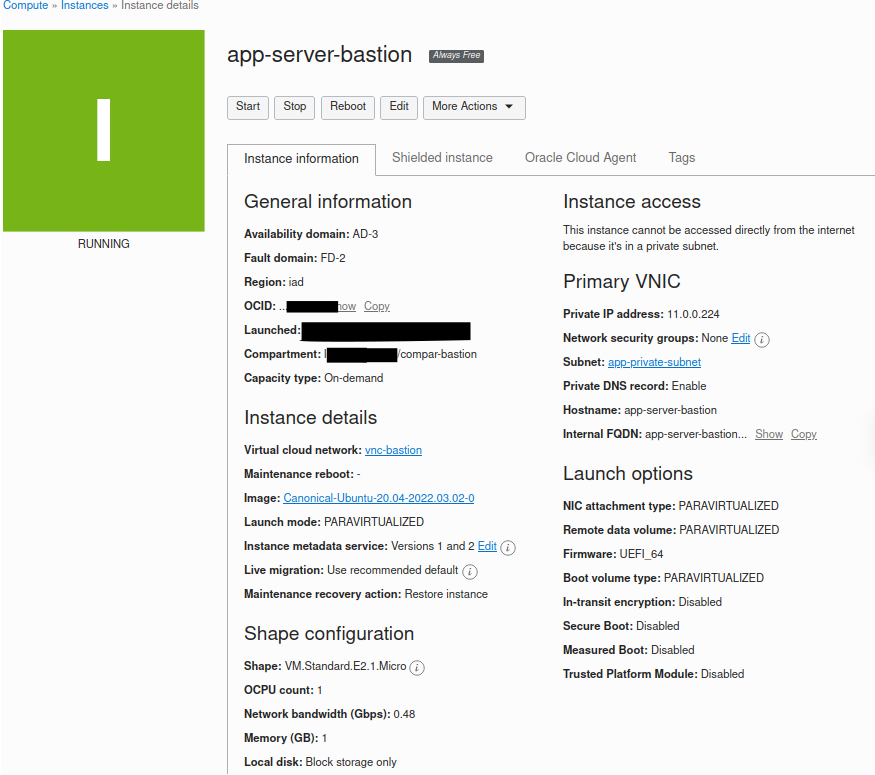 Compute » Instances » Instance details
app-server-bastion Always Free
Start Stop Reboot Edit More Actions
Instance information Shielded instance Oracle Cloud Agent Tags
I
RUNNING
General information
Availability domain: AD-3
Fault domain: FD-2
Region: iad
OCID: ... how Copy
Launched:
Compartment: /compar-bastion
Capacity type: On-demand
Instance details
Virtual cloud network: vnc-bastion
Maintenance reboot: -
Image: Canonical-Ubuntu-20.04-2022.03.02-0
Launch mode: PARAVIRTUALIZED
Instance metadata service: Versions 1 and 2 Edit i
Live migration: Use recommended default i
Maintenance recovery action: Restore instance
Shape configuration
Shape: VM.Standard.E2.1.Micro i
OCPU count: 1
Network bandwidth (Gbps): 0.48
Memory (GB): 1
Local disk: Block storage only
Instance access
This instance cannot be accessed directly from the internet
because it's in a private subnet.
Primary VNIC
Private IP address: 11.0.0.224
Network security groups: None Edit i
Subnet: app-private-subnet
Private DNS record: Enable
Hostname: app-server-bastion
Internal FQDN: app-server-bastion... Show Copy
Launch options
NIC attachment type: PARAVIRTUALIZED
Remote data volume: PARAVIRTUALIZED
Firmware: UEFI_64
Boot volume type: PARAVIRTUALIZED
In-transit encryption: Disabled
Secure Boot: Disabled
Measured Boot: Disabled
Trusted Platform Module: Disabled